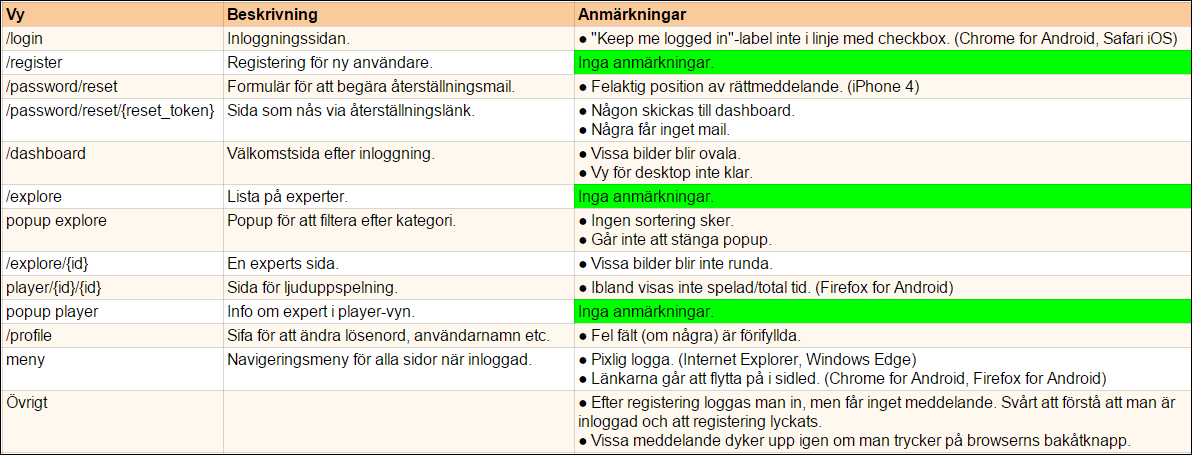 Vy Beskrivning Anmärkningar
/login Inloggningssidan. ● "Keep me logged in"-label inte i linje med checkbox. (Chrome for Android, Safari iOS)
/register Registering för ny användare. Inga anmärkningar.
/password/reset Formulär för att begära återställningsmail. ● Felaktig position av rättmeddelande. (iPhone 4)
/password/reset/{reset_token} Sida som nås via återställningslänk. ● Någon skickas till dashboard.
● Några får inget mail.
/dashboard Välkomstsida efter inloggning. ● Vissa bilder blir ovala.
● Vy för desktop inte klar.
/explore Lista på experter. Inga anmärkningar.
popup explore Popup för att filtera efter kategori. ● Ingen sortering sker.
● Går inte att stänga popup.
/explore/{id} En experts sida. ● Vissa bilder blir inte runda.
player/{id}/{id} Sida för ljuduppspelning. ● Ibland visas inte spelad/total tid. (Firefox for Android)
popup player Info om expert i player-vyn. Inga anmärkningar.
/profile Sifa för att ändra lösenord, användarnamn etc. ● Fel fält (om några) är förifyllda.
meny Navigeringsmeny för alla sidor när inloggad. ● Pixlig logga. (Internet Explorer, Windows Edge)
● Länkarna går att flytta på i sidled. (Chrome for Android, Firefox for Android)
Övrigt ● Efter registering loggas man in, men får inget meddelande. Svårt att förstå att man är
inloggad och att registering lyckats.
● Vissa meddelande dyker upp igen om man trycker på browserns bakåtknapp.